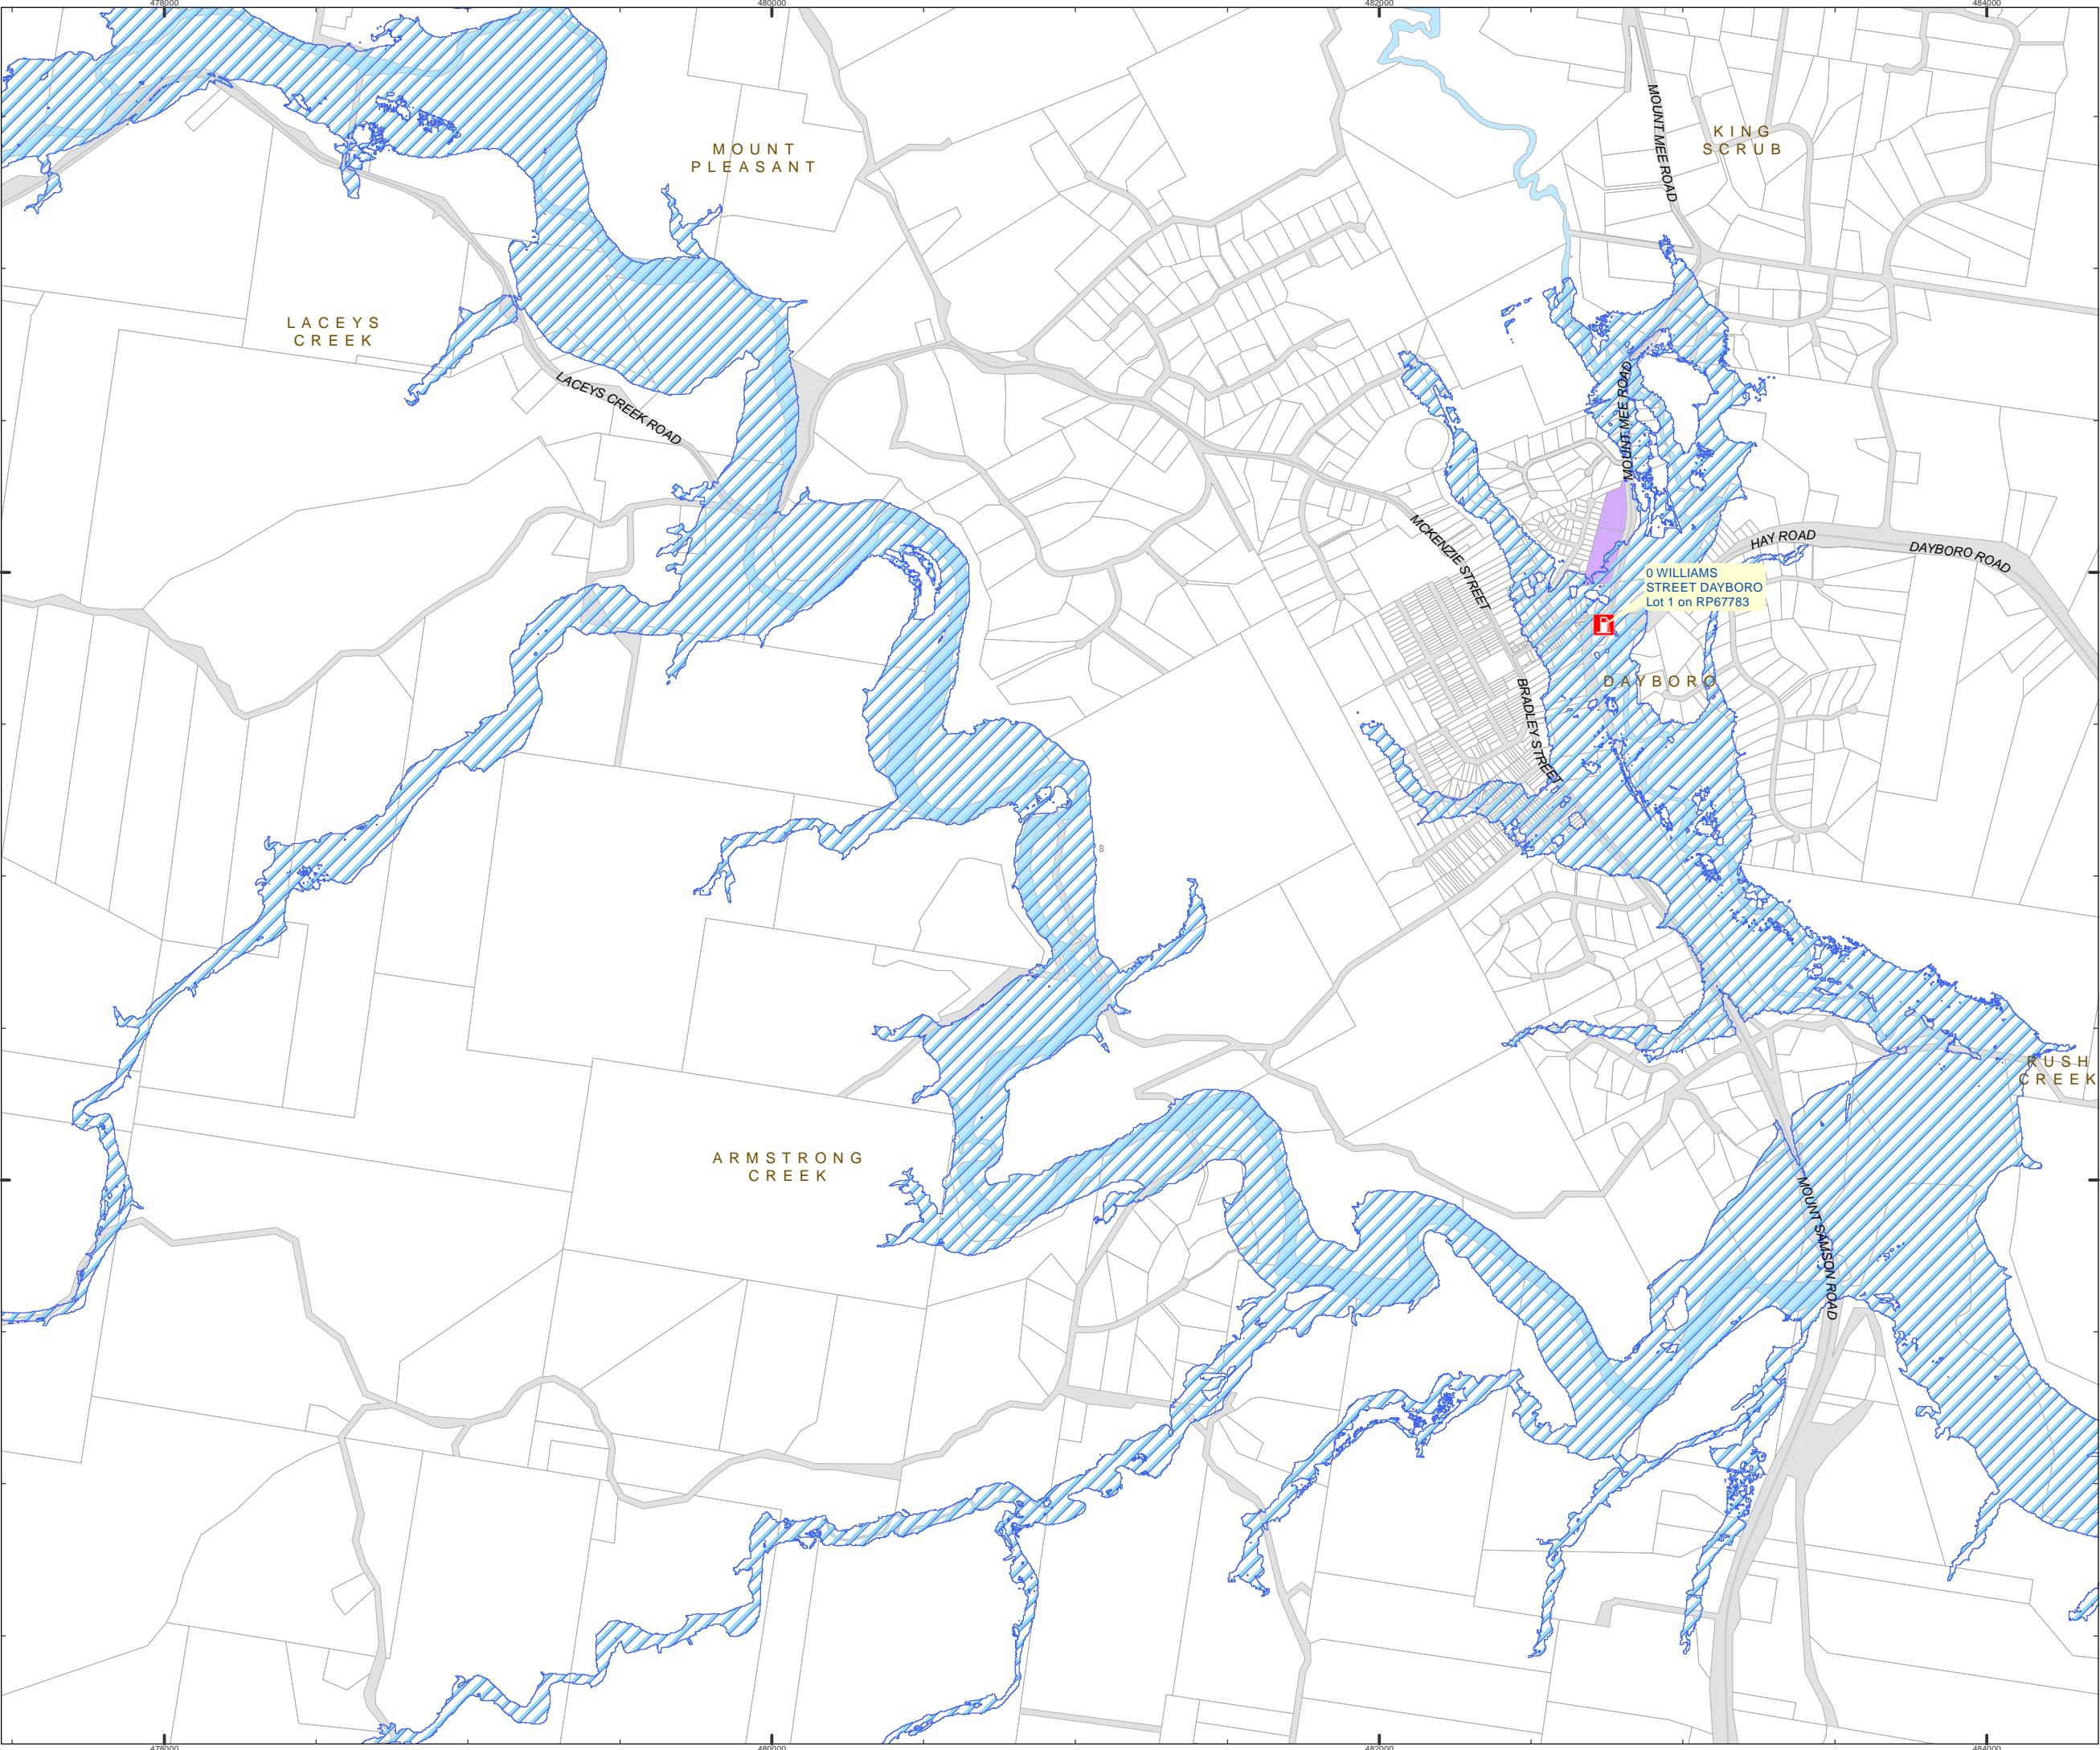 478000
480000
482000
484000
MOUNT
PLEASANT
KING
SCRUB
MOUNT MEE ROAD
LACEYS
CREEK
LACEYS CREEK ROAD
MOUNT MEE ROAD
MCKENZIE STREET
HAY ROAD
DAYBORO ROAD
0 WILLIAMS
STREET DAYBORO
Lot 1 on RP67783
DAYBORO
BRADLEY STREET
8
RUSH
CREEK
ARMSTRONG
CREEK
MOUNT SAMSON ROAD
478000
480000
482000
484000